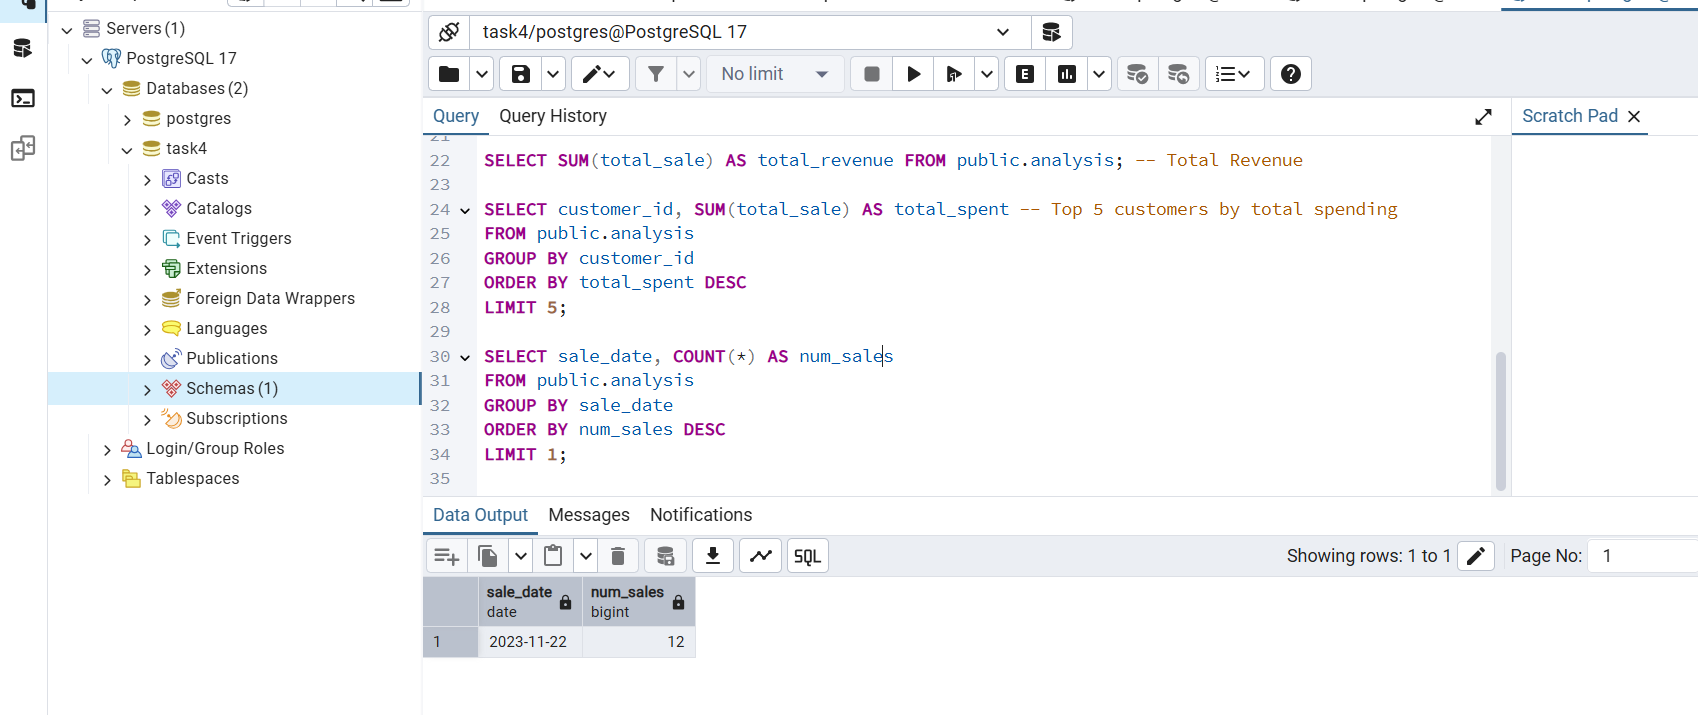 Servers (1)
PostgreSQL 17
Databases (2)
postgres
task4
Casts
Catalogs
Event Triggers
Extensions
Foreign Data Wrappers
Languages
Publications
Schemas (1)
Subscriptions
Login/Group Roles
Tablespaces
task4/postgres@PostgreSQL 17
No limit
E
Query
Query History
Scratch Pad
21
22 SELECT SUM(total_sale) AS total_revenue FROM public.analysis; -- Total Revenue
23
24 SELECT customer_id, SUM(total_sale) AS total_spent -- Top 5 customers by total spending
25 FROM public.analysis
26 GROUP BY customer_id
27 ORDER BY total_spent DESC
28 LIMIT 5;
29
30 SELECT sale_date, COUNT(*) AS num_sales
31 FROM public.analysis
32 GROUP BY sale_date
33 ORDER BY num_sales DESC
34 LIMIT 1;
35
Data Output Messages Notifications
SQL
Showing rows: 1 to 1
Page No: 1
sale_date num_sales
date bigint
1 2023-11-22 12